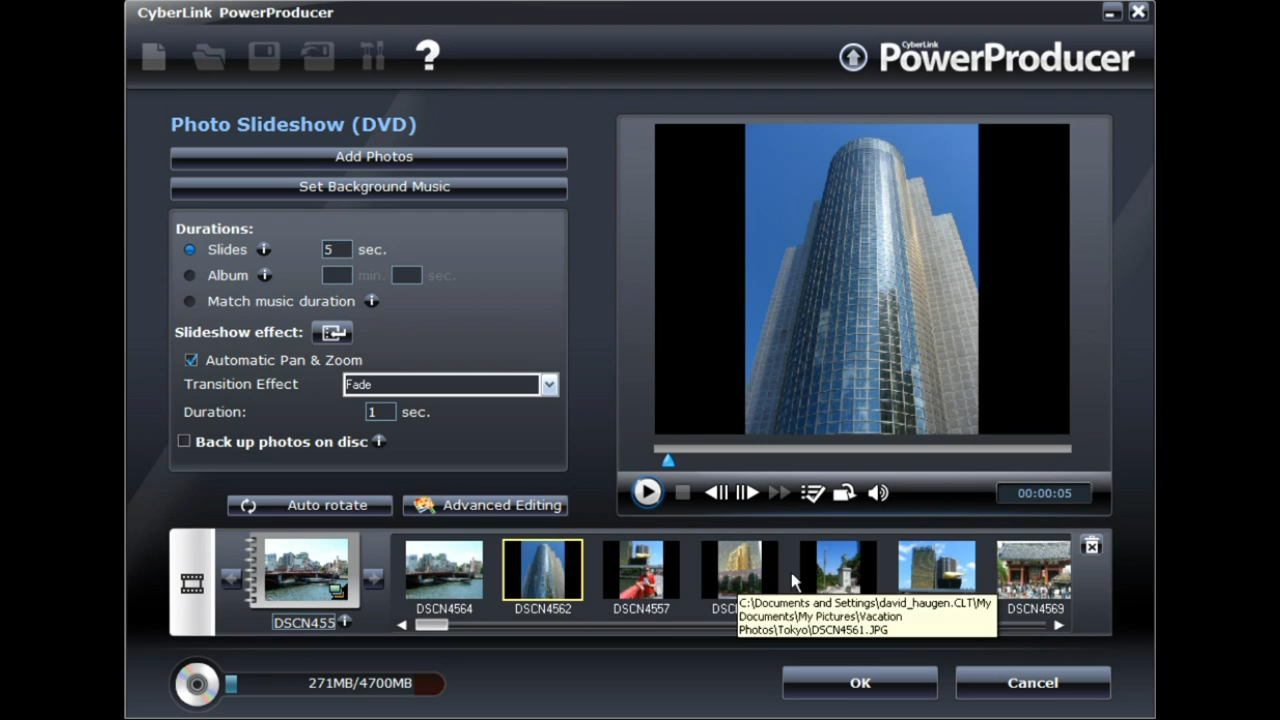 CyberLink PowerProducer
?
CyberLink
PowerProducer
Photo Slideshow (DVD)
Add Photos
Set Background Music
Durations:
Slides i 5 sec.
Album i min. sec.
Match music duration i
Slideshow effect:
Automatic Pan & Zoom
Transition Effect Fade
Duration: 1 sec.
Back up photos on disc i
00:00:05
Auto rotate Advanced Editing
DSCN4564 DSCN4562 DSCN4557 DSCN4569
C:\Documents and Settings\david_haugen.CLT\My
Documents\My Pictures\Vacation
Photos\Tokyo\DSCN4561.JPG
DSCN455 i
271MB/4700MB OK Cancel